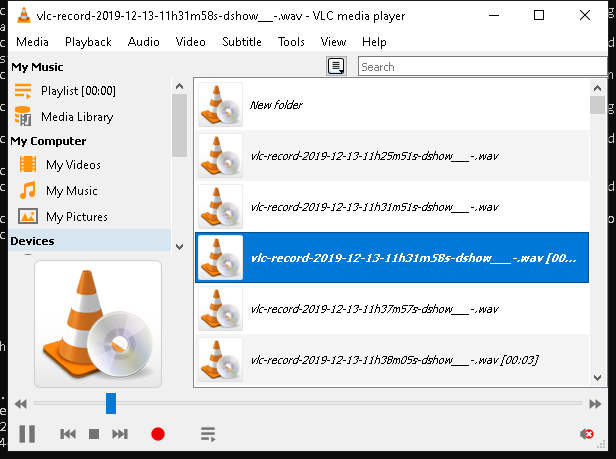 vlc-record-2019-12-13-11h31m58s-dshow___-.wav - VLC media player
Media Playback Audio Video Subtitle Tools View Help
My Music
Playlist [00:00]
Media Library
My Computer
My Videos
My Music
My Pictures
Devices
Search
New folder
vlc-record-2019-12-13-11h25m51s-dshow___-.wav
vlc-record-2019-12-13-11h31m51s-dshow___-.wav
vlc-record-2019-12-13-11h31m58s-dshow___-.wav [00...
vlc-record-2019-12-13-11h37m57s-dshow___-.wav
vlc-record-2019-12-13-11h38m05s-dshow___-.wav [00:03]